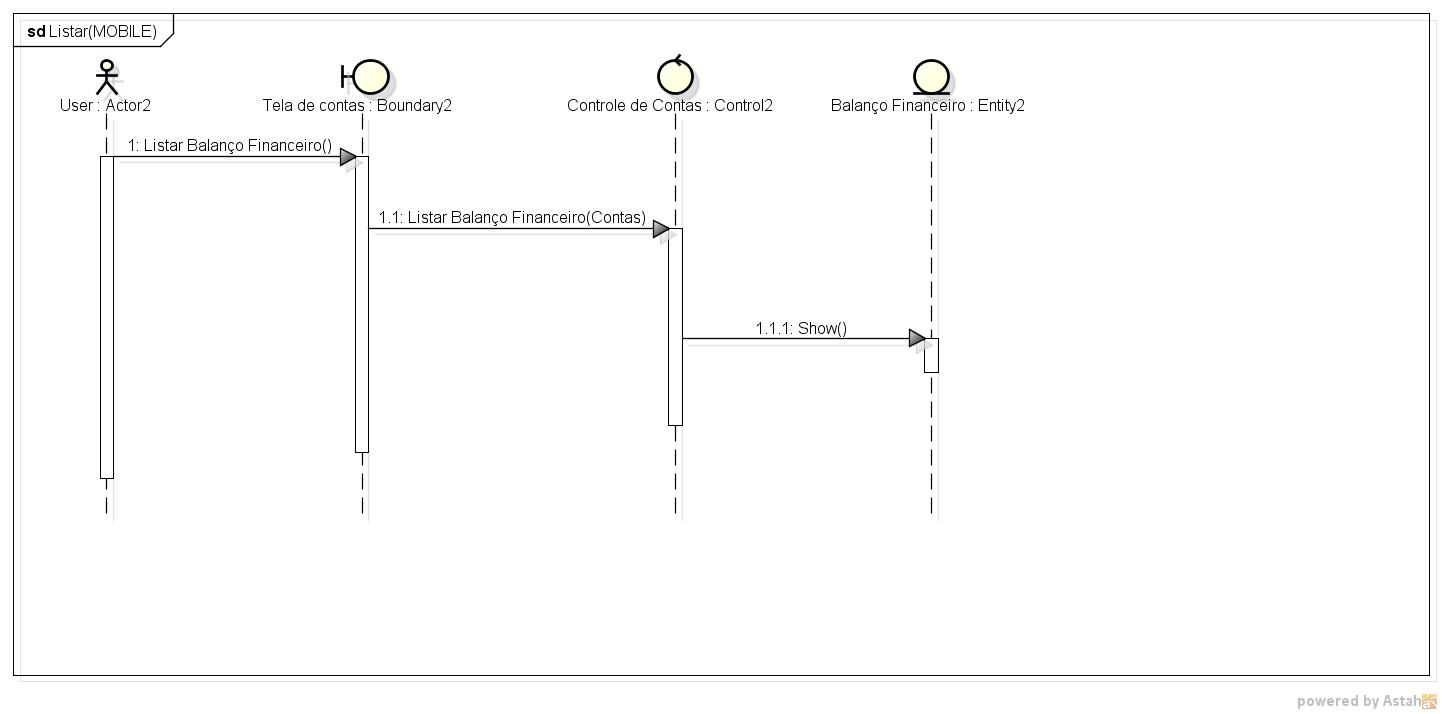 sd Listar(MOBILE)
User : Actor2
Tela de contas : Boundary2
Controle de Contas : Control2
Balanço Financeiro : Entity2
1: Listar Balanço Financeiro()
1.1: Listar Balanço Financeiro(Contas)
1.1.1: Show()
powered by Astah